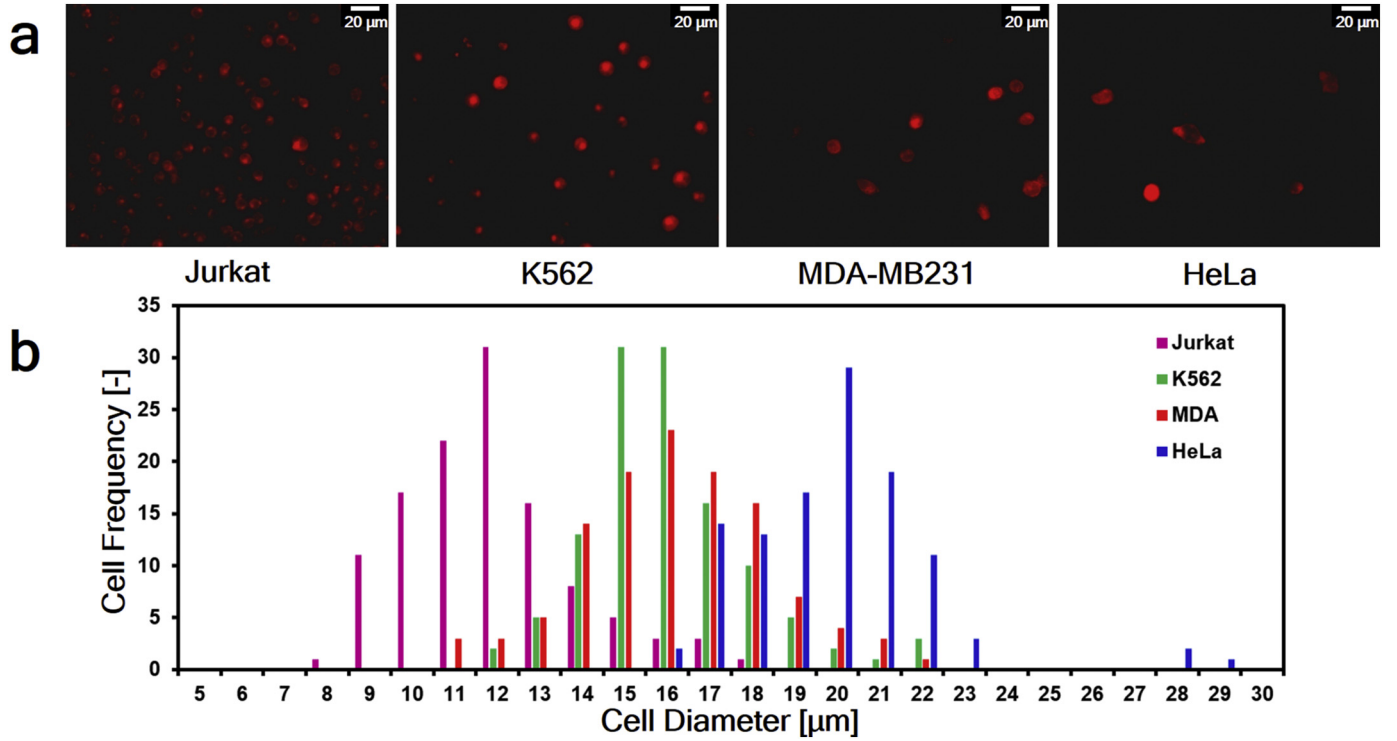 a
20 µm
20 µm
20 µm
20 µm
Jurkat
K562
MDA-MB231
HeLa
b
Cell Frequency [-]
35
30
25
20
15
10
5
0
Jurkat
K562
MDA
HeLa
5 6 7 8 9 10 11 12 13 14 15 16 17 18 19 20 21 22 23 24 25 26 27 28 29 30
Cell Diameter [µm]